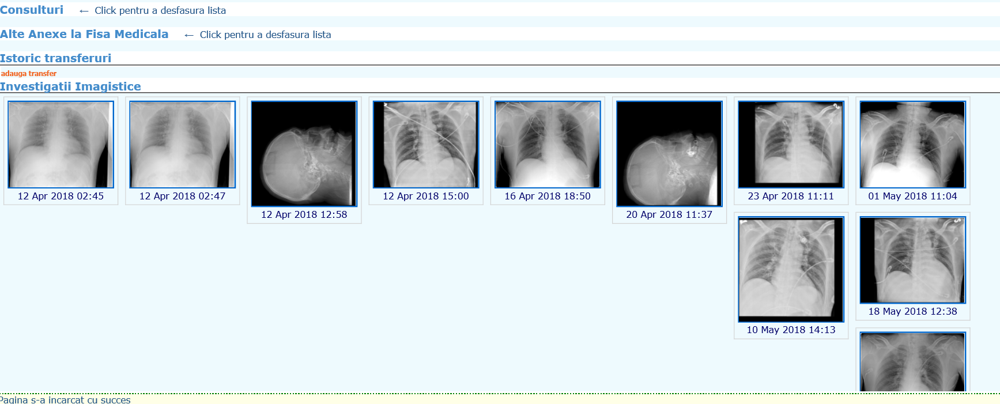 Consulturi ← Click pentru a desfasura lista
Alte Anexe la Fisa Medicala ← Click pentru a desfasura lista
Istoric transferuri
adauga transfer
Investigatii Imagistice
12 Apr 2018 02:45
12 Apr 2018 02:47
12 Apr 2018 12:58
12 Apr 2018 15:00
16 Apr 2018 18:50
20 Apr 2018 11:37
23 Apr 2018 11:11
01 May 2018 11:04
10 May 2018 14:13
18 May 2018 12:38
Pagina s-a incarcat cu succes